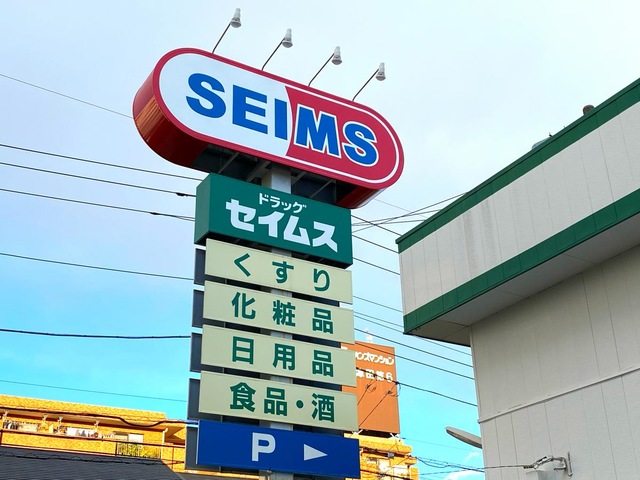 SEIMS
ドラッグ
セイムス
くすり
化粧品
日用品
食品・酒
P